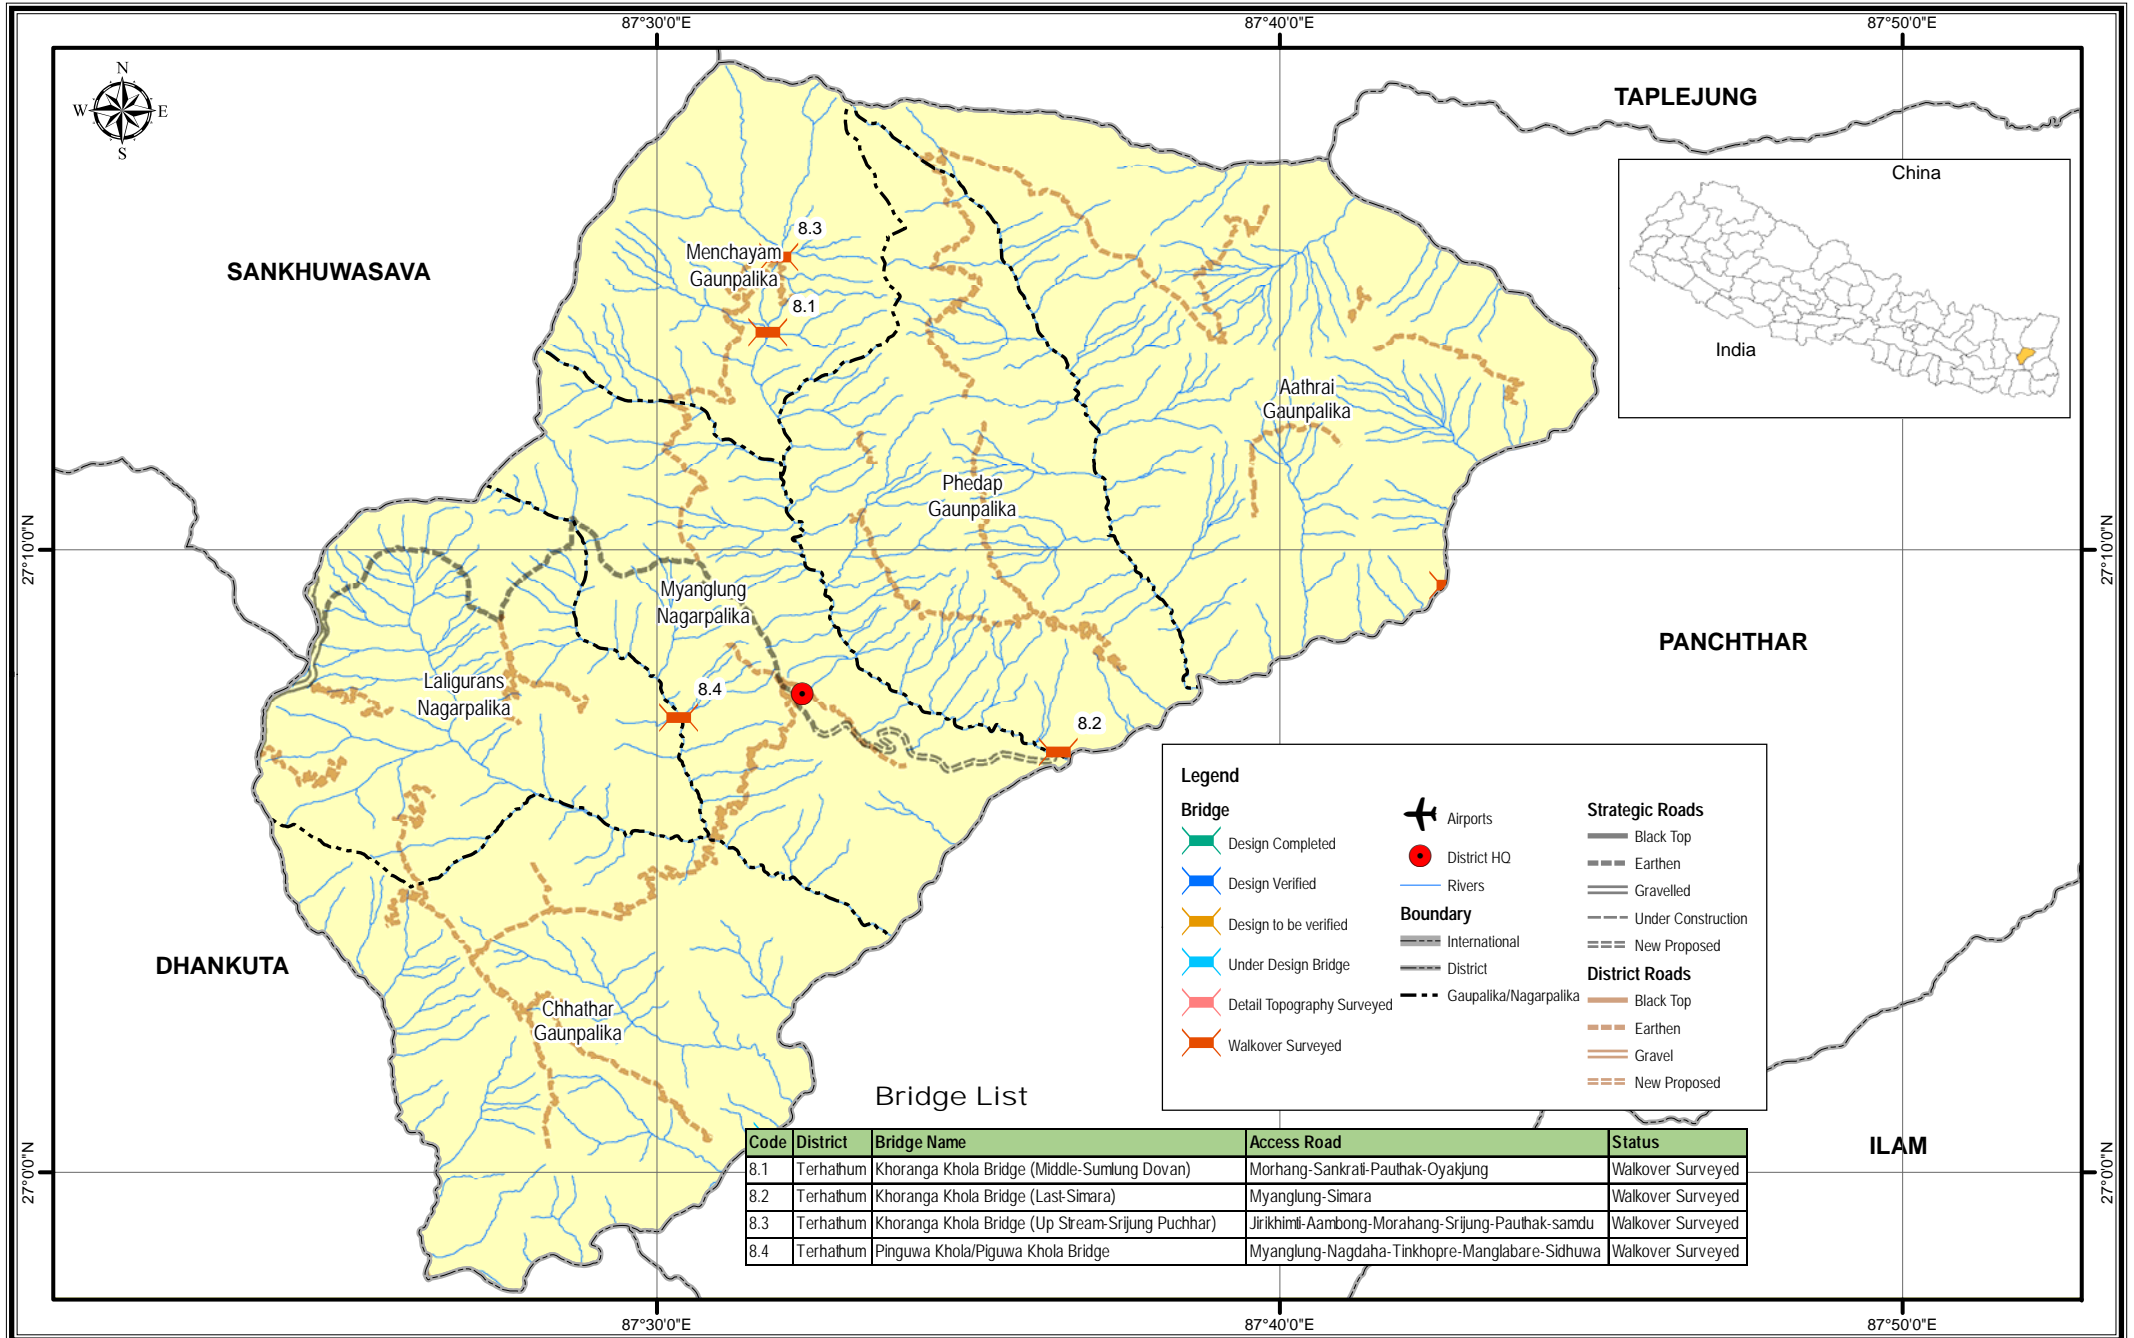 87°30'0"E
87°40'0"E
87°50'0"E
N
W
E
S
TAPLEJUNG
China
India
SANKHUWASAVA
8.3
Menchayam
Gaunpalika
8.1
Aathrai
Gaunpalika
Phedap
Gaunpalika
27°10'0"N
27°10'0"N
Myanglung
Nagarpalika
PANCHTHAR
Laligurans
Nagarpalika
8.4
8.2
DHANKUTA
Chhathar
Gaunpalika
Legend
Bridge
Design Completed
Design Verified
Design to be verified
Under Design Bridge
Detail Topography Surveyed
Walkover Surveyed
Airports
District HQ
Rivers
Boundary
International
District
Gaupalika/Nagarpalika
Strategic Roads
Black Top
Earthen
Gravelled
Under Construction
New Proposed
District Roads
Black Top
Earthen
Gravel
New Proposed
ILAM
Bridge List
Code District Bridge Name Access Road Status
8.1 Terhathum Khoranga Khola Bridge (Middle-Sumlung Dovan) Morhang-Sankrati-Pauthak-Oyakjung Walkover Surveyed
8.2 Terhathum Khoranga Khola Bridge (Last-Simara) Myanglung-Simara Walkover Surveyed
8.3 Terhathum Khoranga Khola Bridge (Up Stream-Srijung Puchhar) Jirikhimti-Aambong-Morahang-Srijung-Pauthak-samdu Walkover Surveyed
8.4 Terhathum Pinguwa Khola/Piguwa Khola Bridge Myanglung-Nagdaha-Tinkhopre-Manglabare-Sidhuwa Walkover Surveyed
27°0'0"N
27°0'0"N
87°30'0"E
87°40'0"E
87°50'0"E